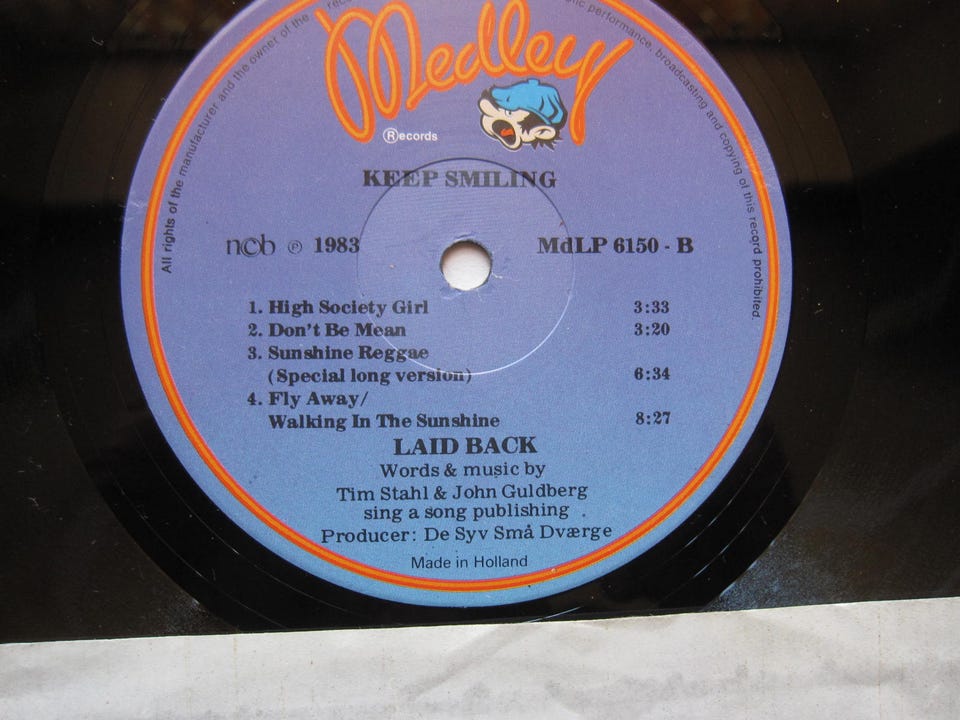 Medley
®ecords
KEEP SMILING
ncb ℗ 1983
MdLP 6150 - B
1. High Society Girl 3:33
2. Don't Be Mean 3:20
3. Sunshine Reggae
(Special long version) 6:34
4. Fly Away/
Walking In The Sunshine 8:27
LAID BACK
Words & music by
Tim Stahl & John Guldberg
sing a song publishing
Producer: De Syv Små Dværge
Made in Holland
All rights of the manufacturer and the owner of the
performance, broadcasting and copying of this record prohibited.